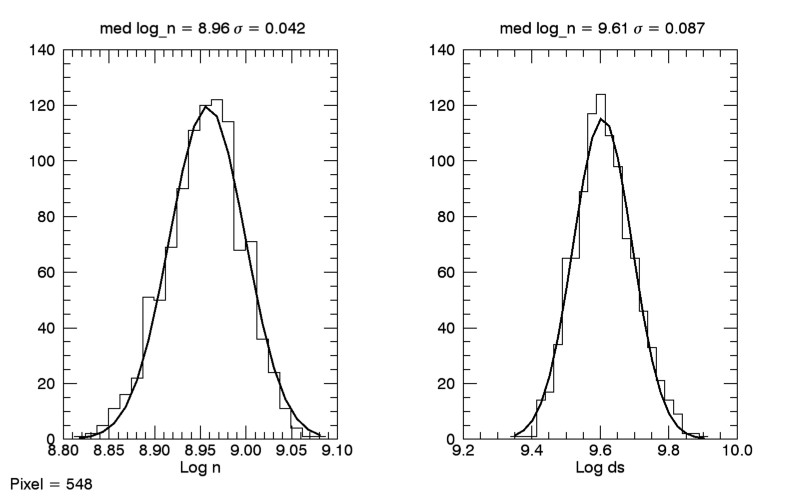 med log_n = 8.96 σ = 0.042
140
120
100
80
60
40
20
0
8.80 8.85 8.90 8.95 9.00 9.05 9.10
Log n
med log_n = 9.61 σ = 0.087
140
120
100
80
60
40
20
0
9.2 9.4 9.6 9.8 10.0
Log ds
Pixel = 548